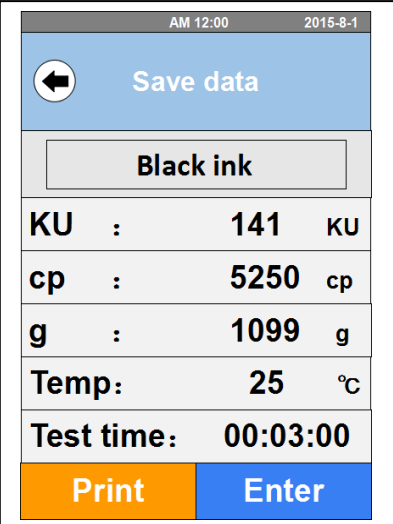 AM 12:00 2015-8-1
Save data
Black ink
KU : 141 KU
cp : 5250 cp
g : 1099 g
Temp: 25 ℃
Test time: 00:03:00
Print Enter